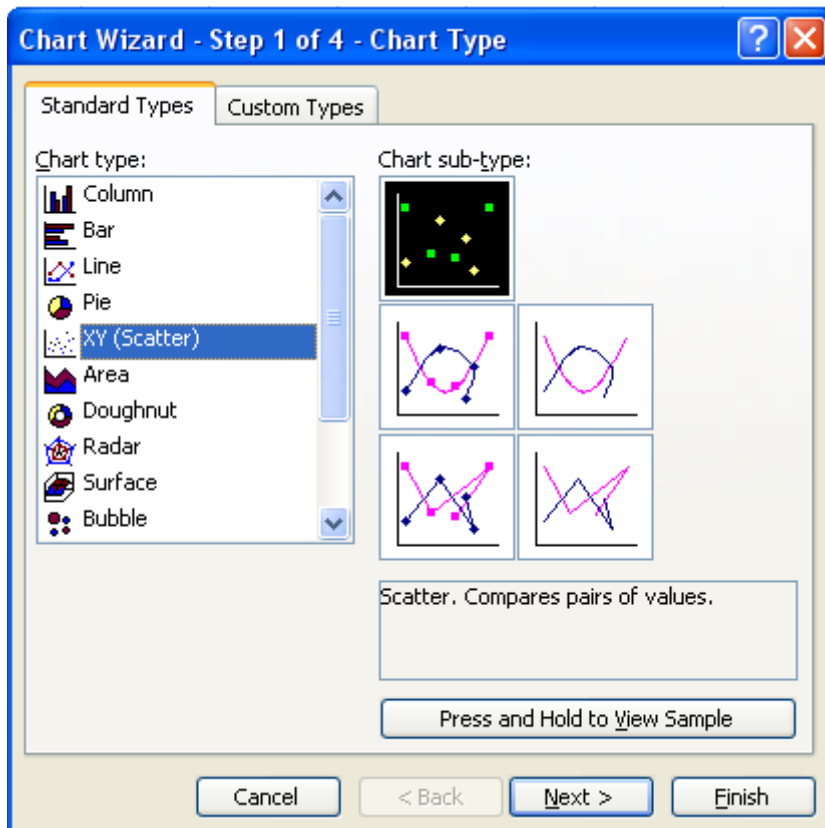 Chart Wizard - Step 1 of 4 - Chart Type
?
Standard Types
Custom Types
Chart type:
Column
Bar
Line
Pie
XY (Scatter)
Area
Doughnut
Radar
Surface
Bubble
Chart sub-type:
Scatter. Compares pairs of values.
Press and Hold to View Sample
Cancel
< Back
Next >
Finish